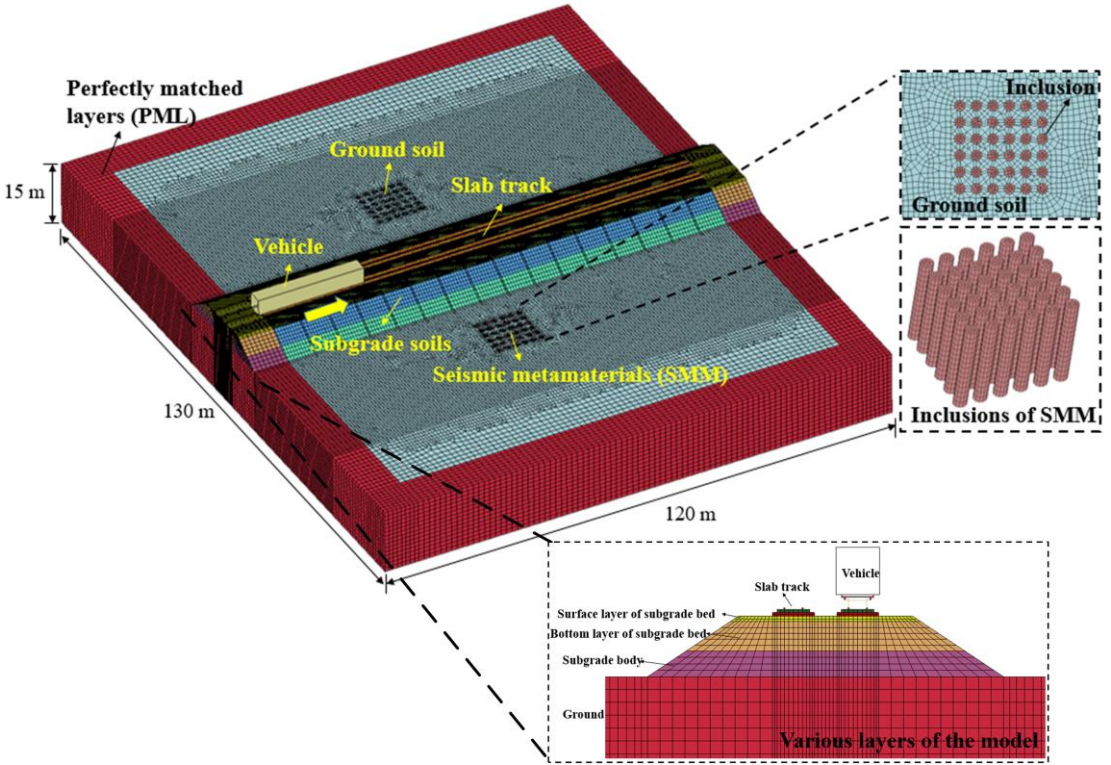 Perfectly matched
layers (PML)
Ground soil
Slab track
15 m
Vehicle
Subgrade soils
Seismic metamaterials (SMM)
130 m
120 m
Inclusion
Ground soil
Inclusions of SMM
Slab track
Vehicle
Surface layer of subgrade bed
Bottom layer of subgrade bed
Subgrade body
Ground
Various layers of the model